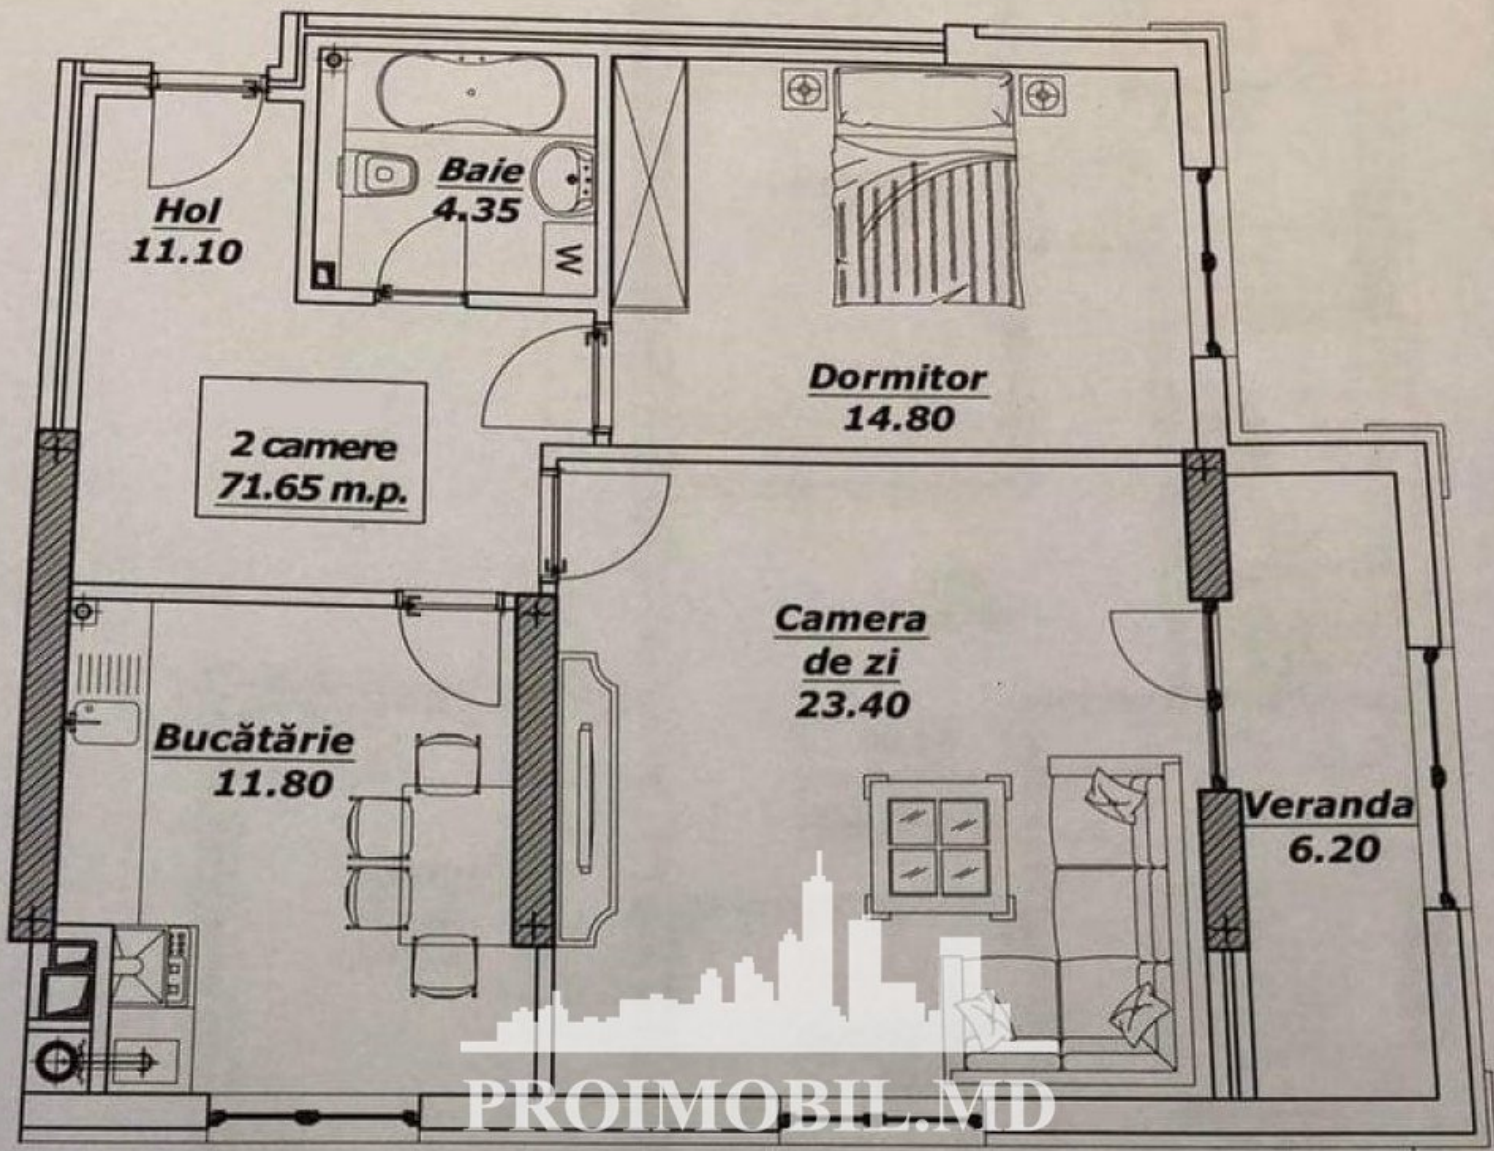 Baie
4.35
W
Hol
11.10
Dormitor
14.80
2 camere
71.65 m.p.
Camera
de zi
23.40
Bucătărie
11.80
Veranda
6.20
PROIMOBIL.MD